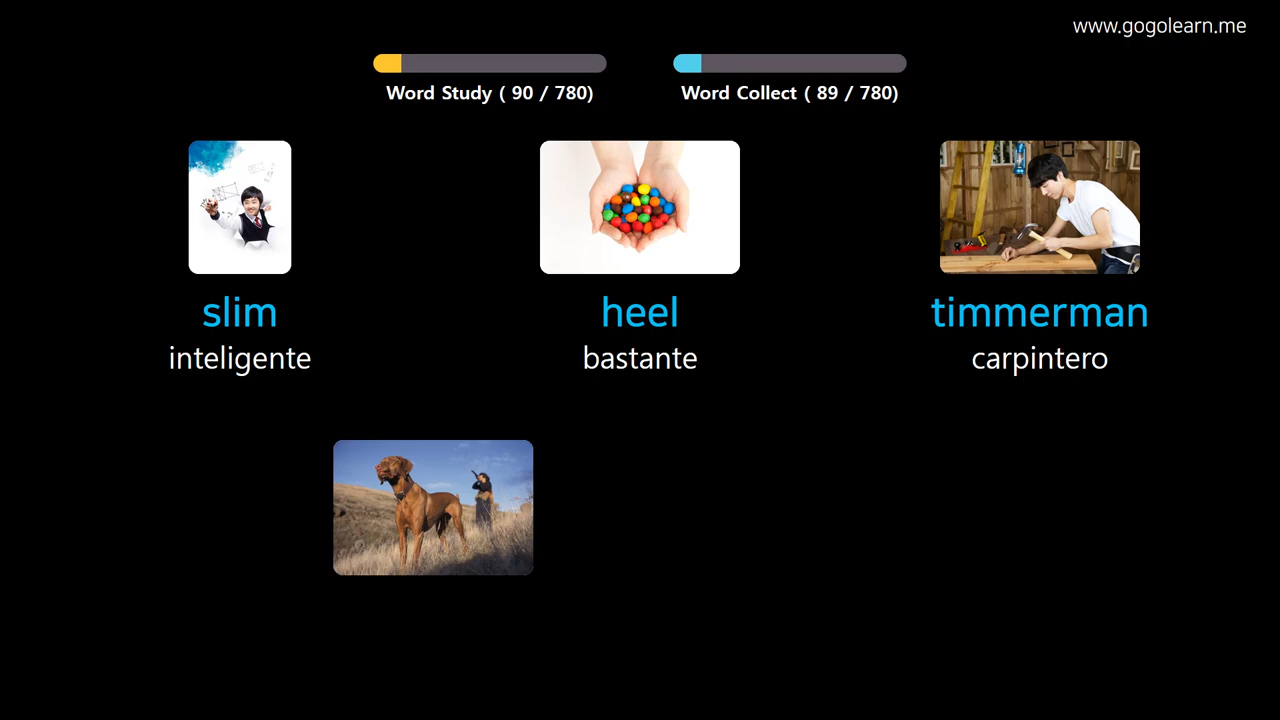 www.gogolearn.me
Word Study ( 90 / 780)
Word Collect ( 89 / 780)
slim
heel
timmerman
inteligente
bastante
carpintero